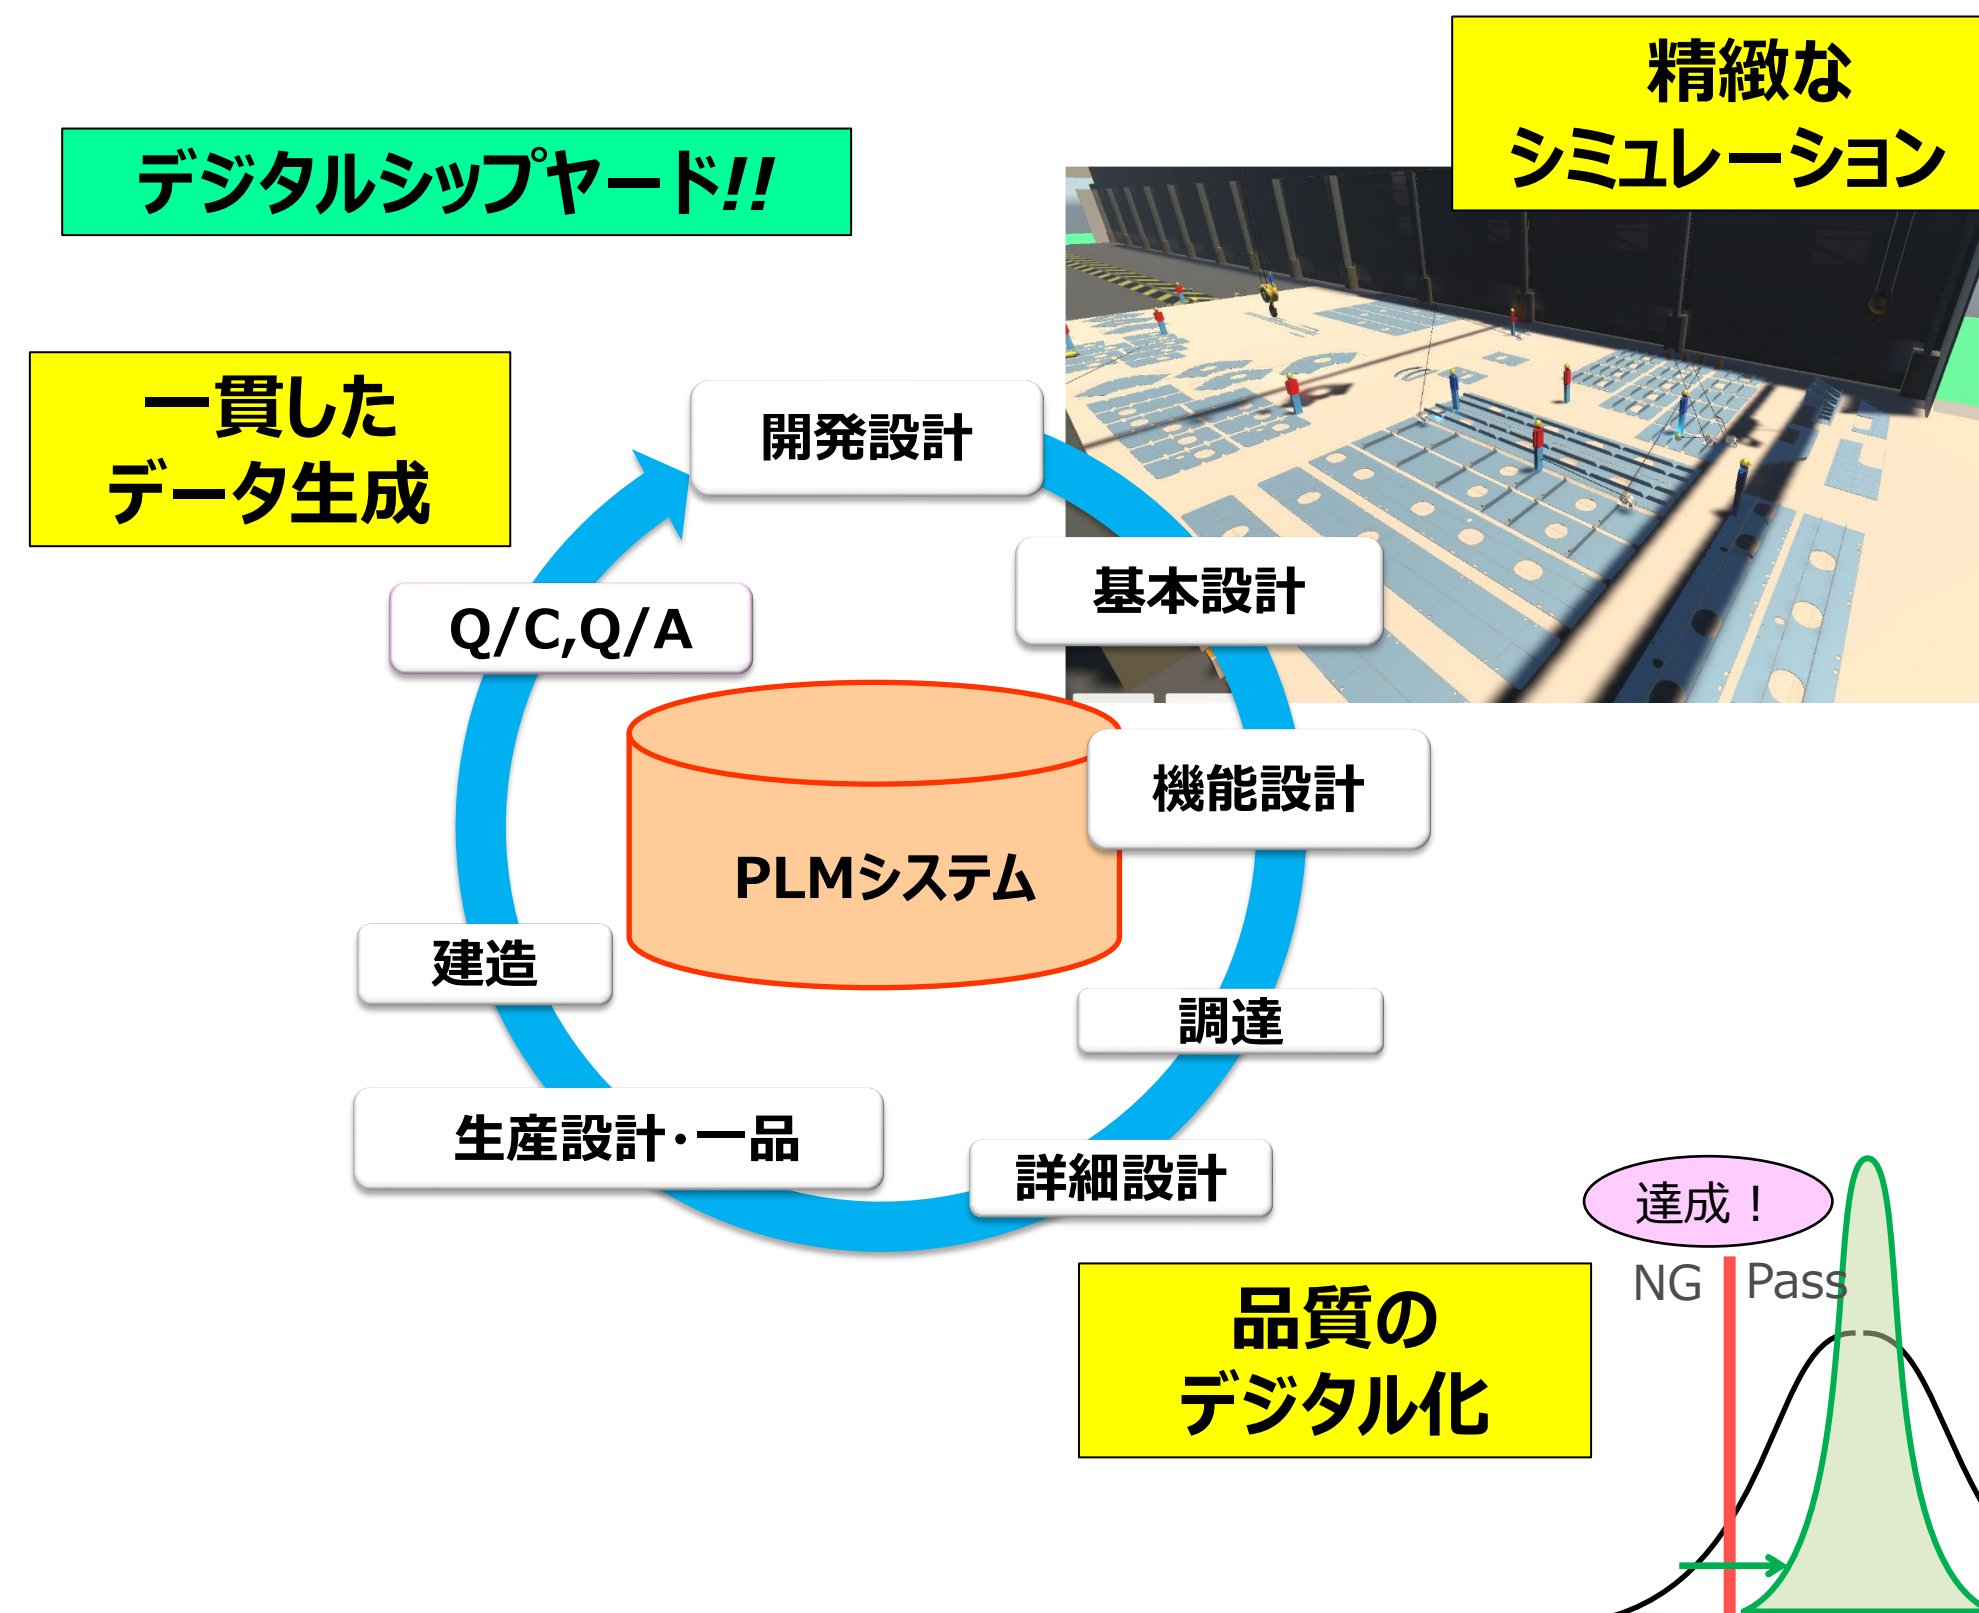 精緻な
シミュレーション
デジタルシップヤード!!
一貫した
データ生成
開発設計
基本設計
Q/C,Q/A
機能設計
PLMシステム
建造
調達
生産設計・一品
詳細設計
達成！
NG
Pass
品質の
デジタル化